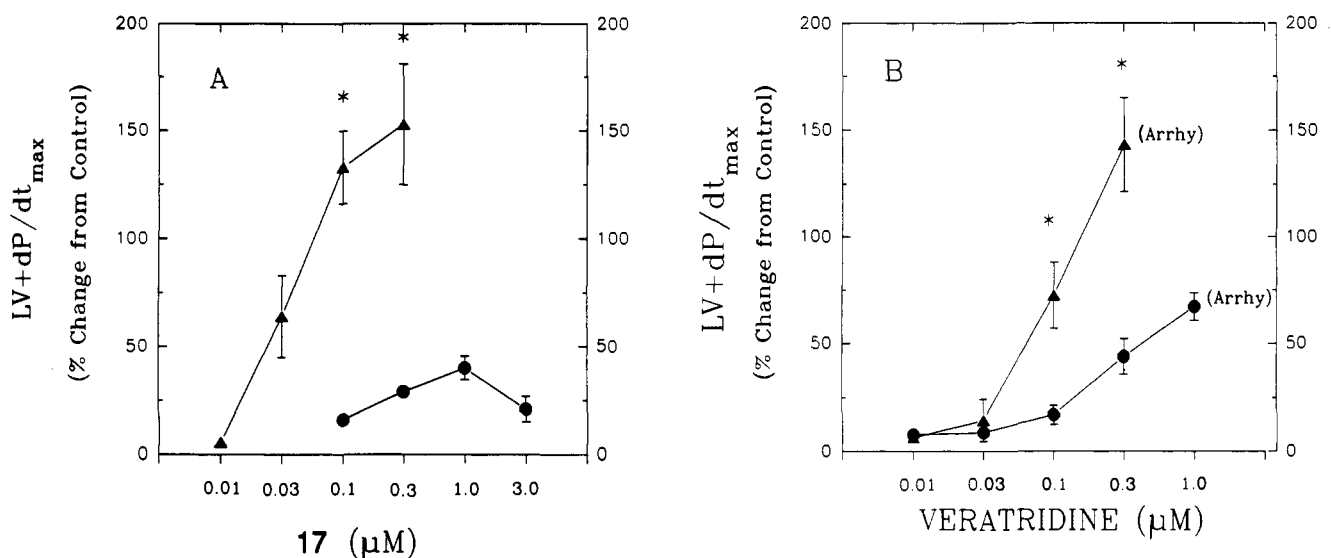 A
LV+dP/dt max
(% Change from Control)
200
150
100
50
0
200
150
100
50
0
*
*
0.01 0.03 0.1 0.3 1.0 3.0
17 (µM)
B
LV+dP/dt max
(% Change from Control)
200
150
100
50
0
200
150
100
50
0
*
*
(Arrhy)
(Arrhy)
0.01 0.03 0.1 0.3 1.0
VERATRIDINE (µM)